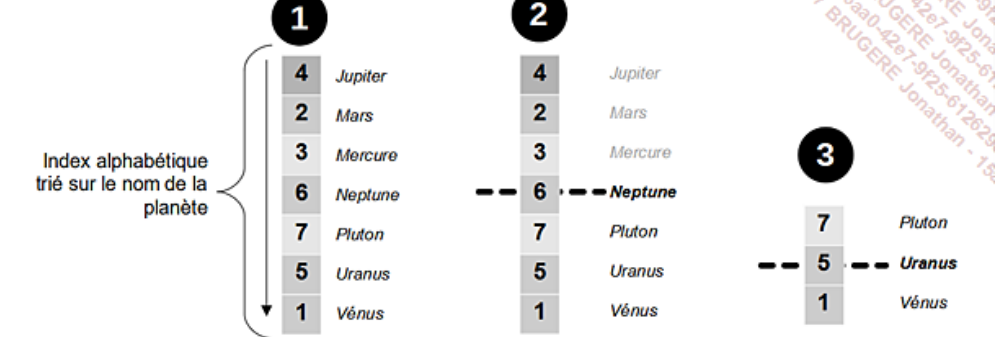 1
2
3
Index alphabétique
trié sur le nom de la
planète
4 Jupiter
2 Mars
3 Mercure
6 Neptune
7 Pluton
5 Uranus
1 Vénus
4 Jupiter
2 Mars
3 Mercure
6 Neptune
7 Pluton
5 Uranus
1 Vénus
7 Pluton
5 Uranus
1 Vénus
BRUGERE Jonathan